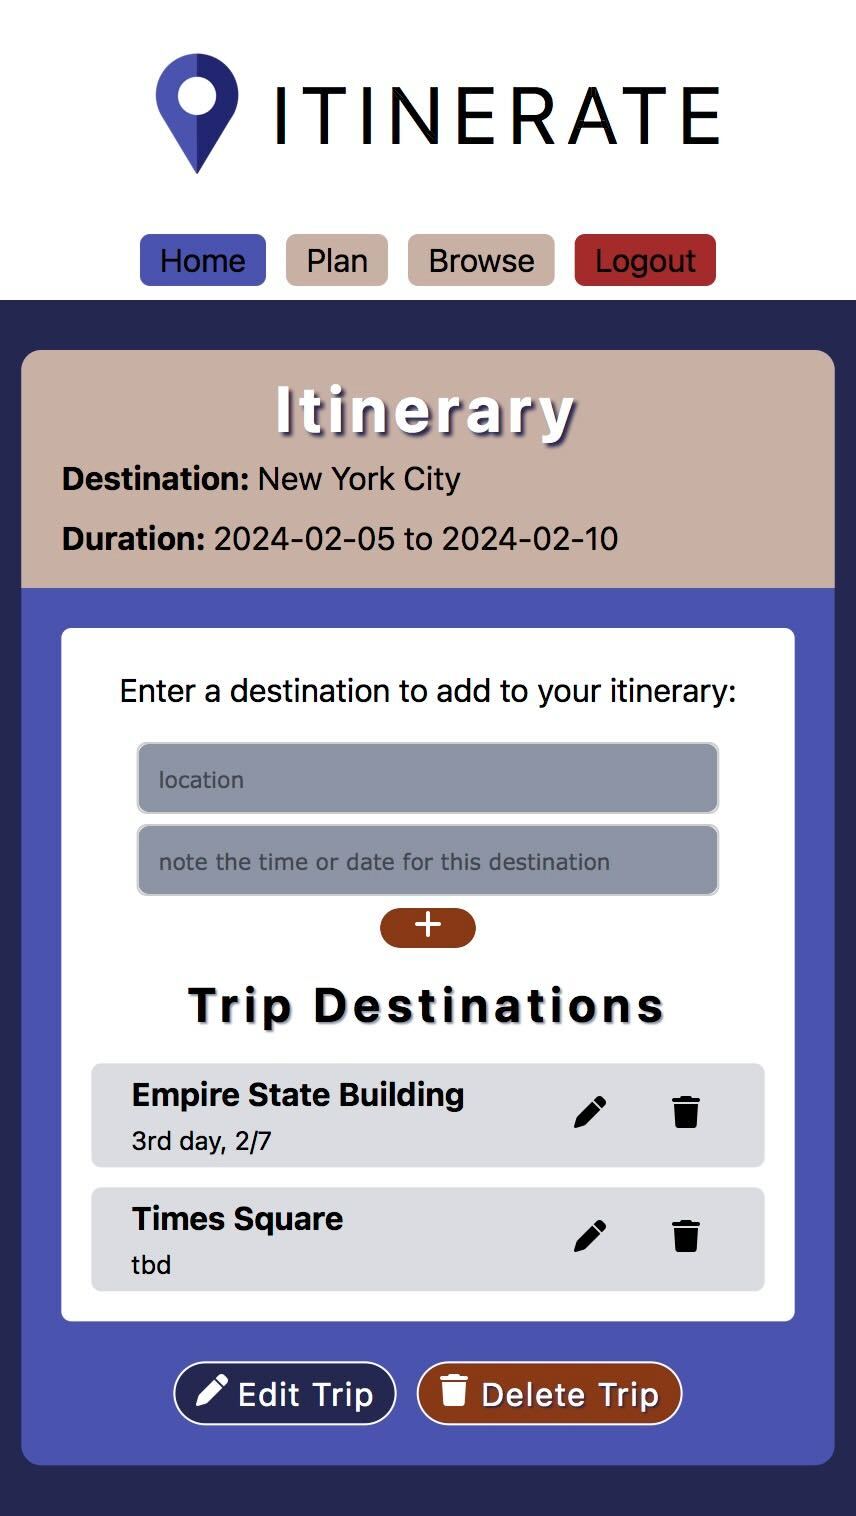 ITINERATE
Home Plan Browse Logout
Itinerary
Destination: New York City
Duration: 2024-02-05 to 2024-02-10
Enter a destination to add to your itinerary:
location
note the time or date for this destination
+
Trip Destinations
Empire State Building
3rd day, 2/7
Times Square
tbd
Edit Trip Delete Trip